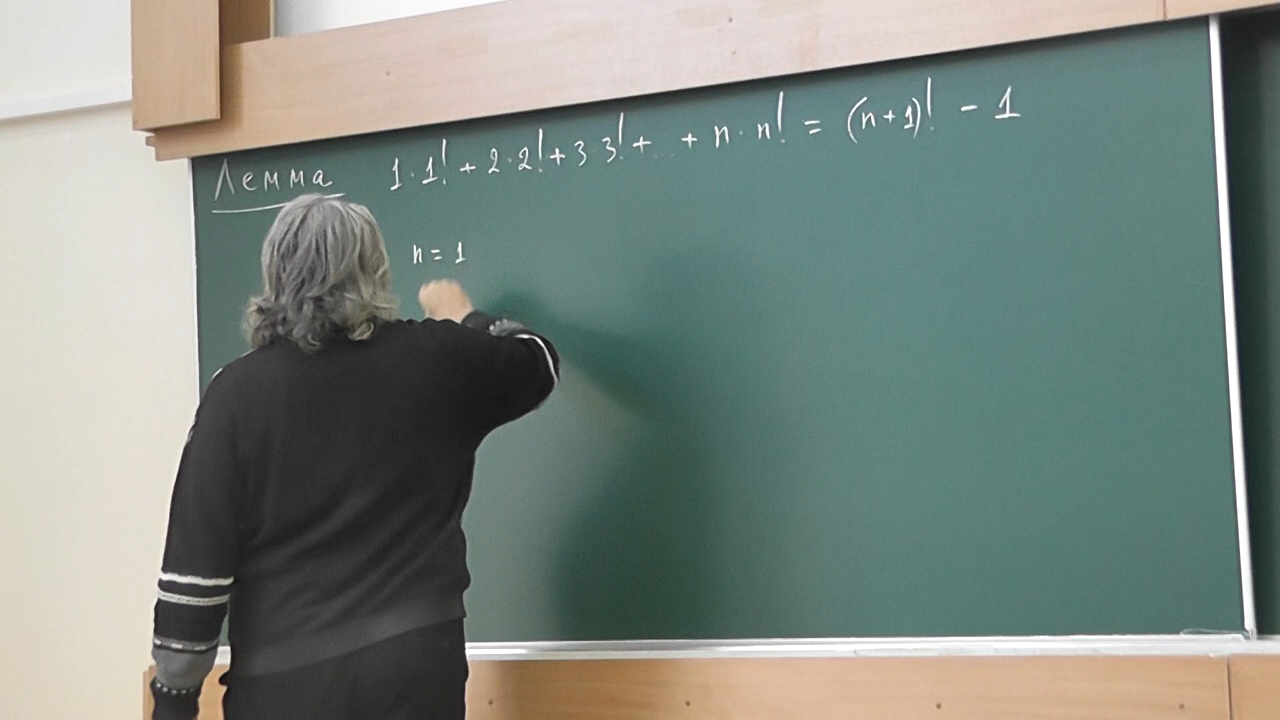 Лемма 1·1! + 2·2! + 3·3! + ... + n·n! = (n+1)! - 1
n = 1